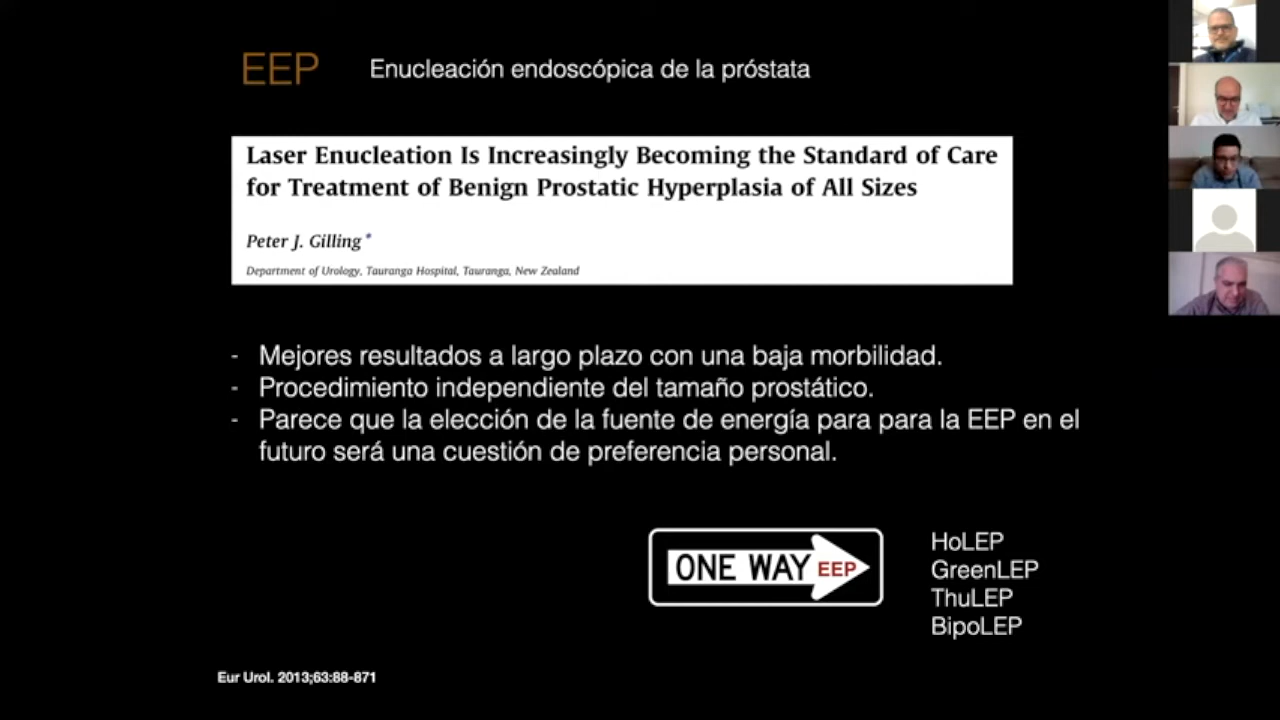 EEP
Enucleación endoscópica de la próstata
Laser Enucleation Is Increasingly Becoming the Standard of Care
for Treatment of Benign Prostatic Hyperplasia of All Sizes
Peter J. Gilling *
Department of Urology, Tauranga Hospital, Tauranga, New Zealand
- Mejores resultados a largo plazo con una baja morbilidad.
- Procedimiento independiente del tamaño prostático.
- Parece que la elección de la fuente de energía para para la EEP en el
futuro será una cuestión de preferencia personal.
ONE WAY EEP
HoLEP
GreenLEP
ThuLEP
BipoLEP
Eur Urol. 2013;63:88-871